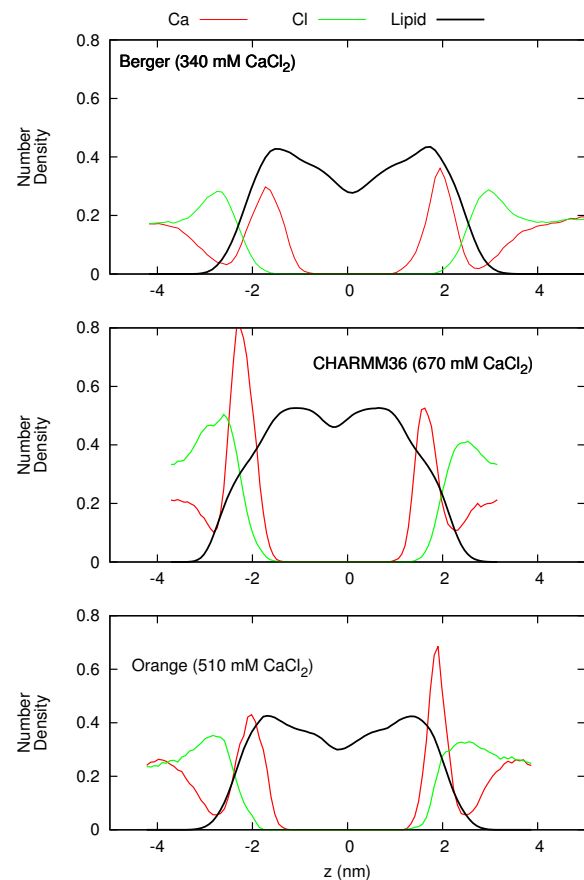 Ca Cl Lipid
Berger (340 mM CaCl₂)
Number
Density
0.8
0.6
0.4
0.2
0
-4 -2 0 2 4
CHARMM36 (670 mM CaCl₂)
Number
Density
0.8
0.6
0.4
0.2
0
-4 -2 0 2 4
Orange (510 mM CaCl₂)
Number
Density
0.8
0.6
0.4
0.2
0
-4 -2 0 2 4
z (nm)